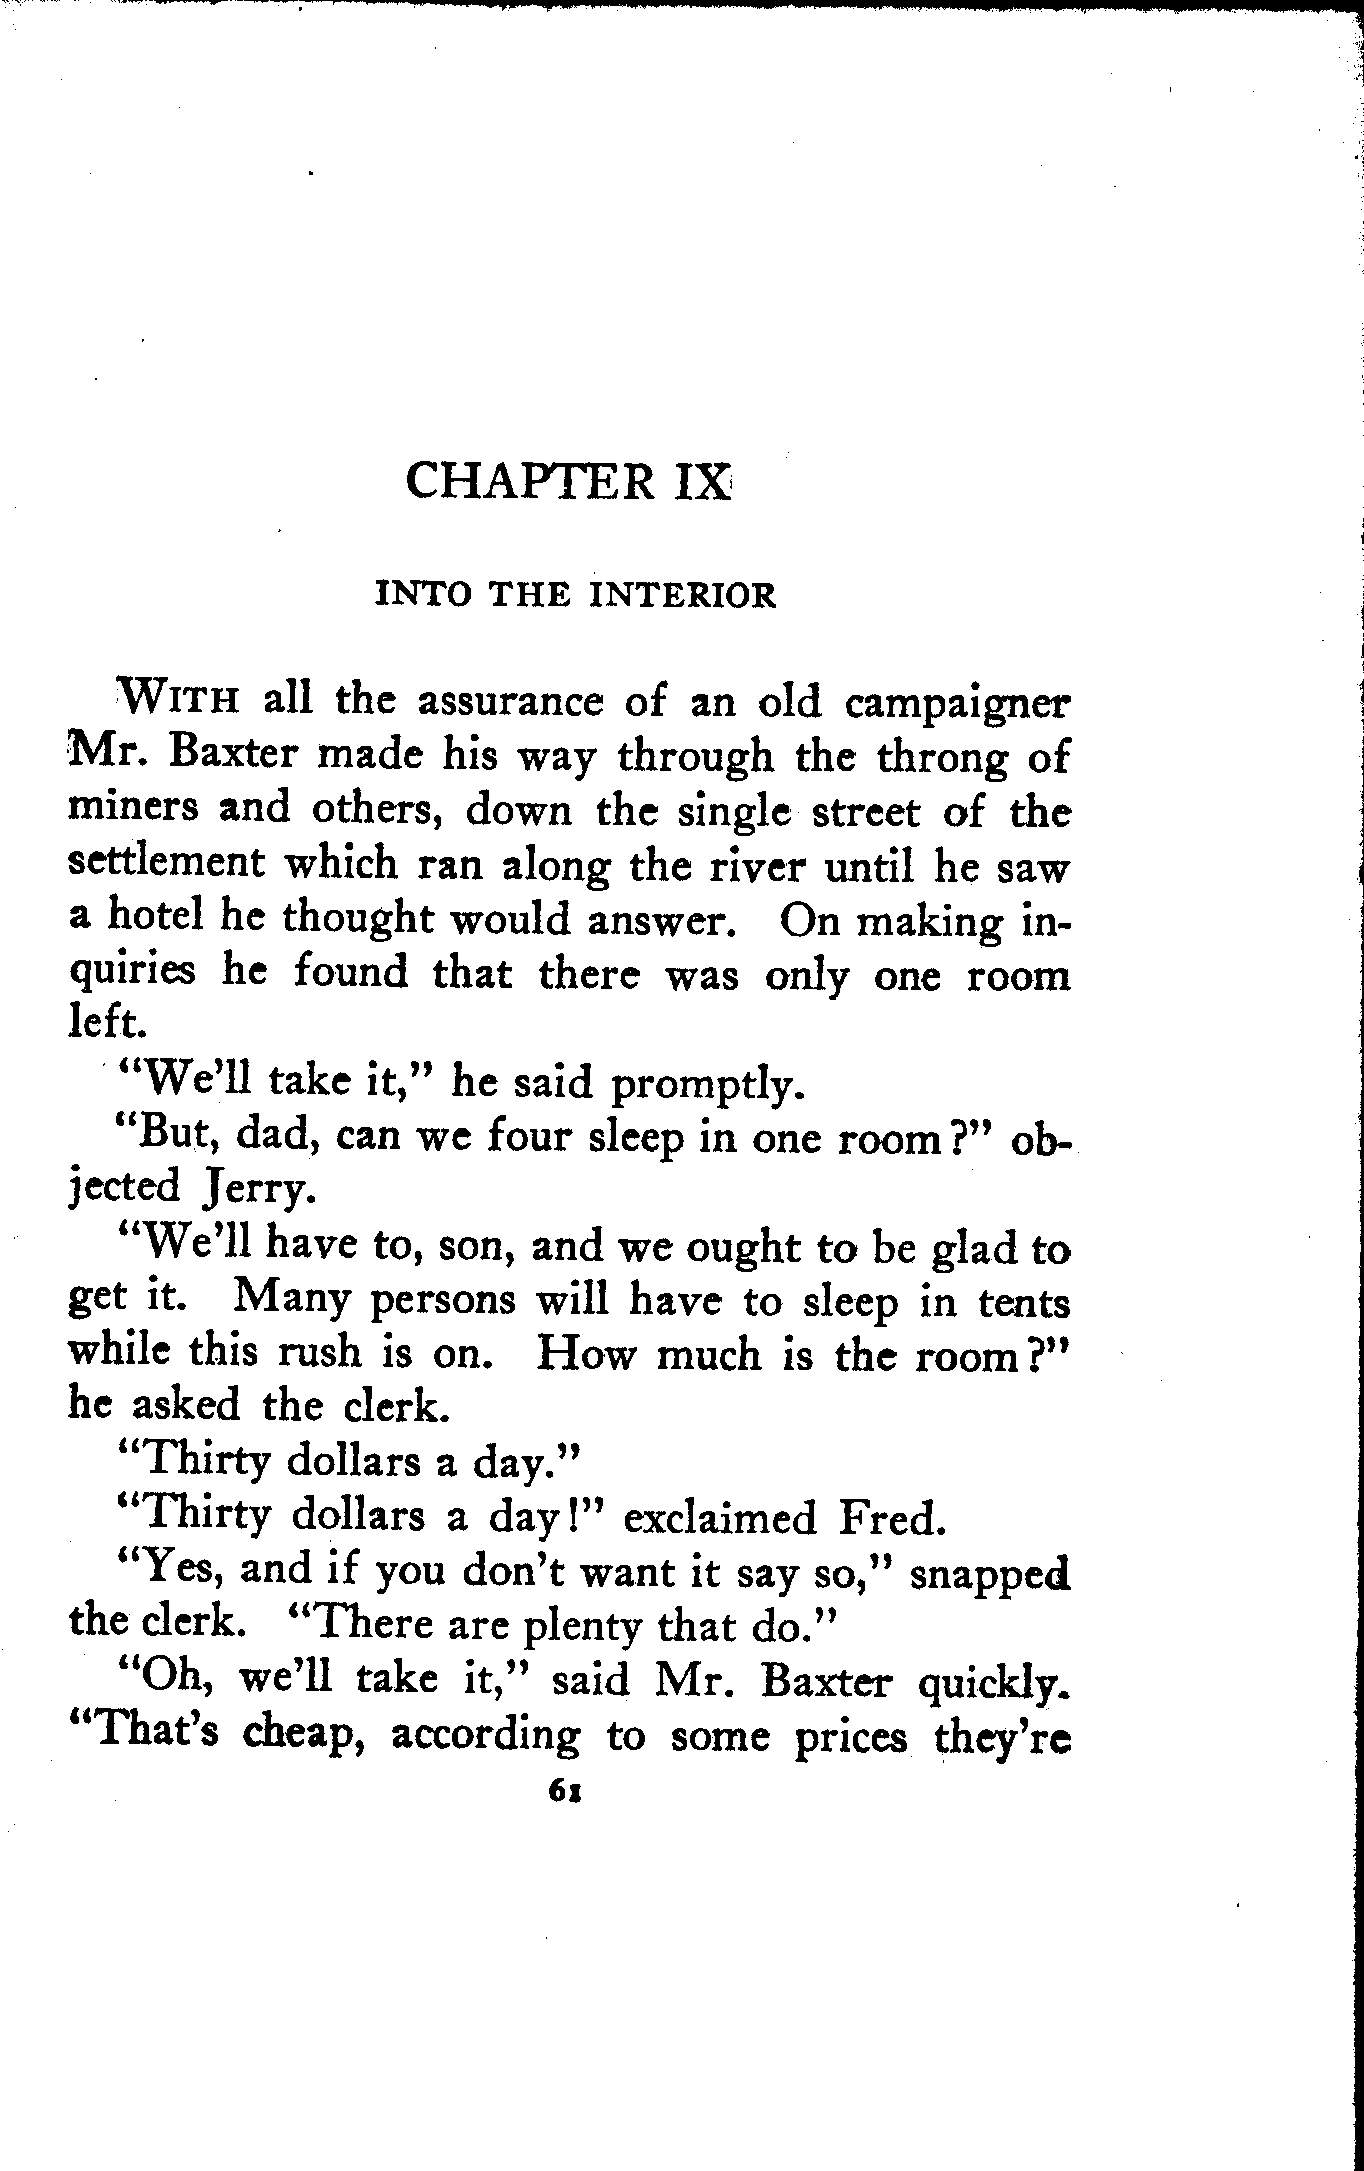 CHAPTER IX
INTO THE INTERIOR
WITH all the assurance of an old campaigner
Mr. Baxter made his way through the throng of
miners and others, down the single street of the
settlement which ran along the river until he saw
a hotel he thought would answer. On making in-
quiries he found that there was only one room
left.
“We’ll take it,” he said promptly.
“But, dad, can we four sleep in one room?” ob-
jected Jerry.
“We’ll have to, son, and we ought to be glad to
get it. Many persons will have to sleep in tents
while this rush is on. How much is the room?”
he asked the clerk.
“Thirty dollars a day.”
“Thirty dollars a day!” exclaimed Fred.
“Yes, and if you don’t want it say so,” snapped
the clerk. “There are plenty that do.”
“Oh, we’ll take it,” said Mr. Baxter quickly.
“That’s cheap, according to some prices they’re
61